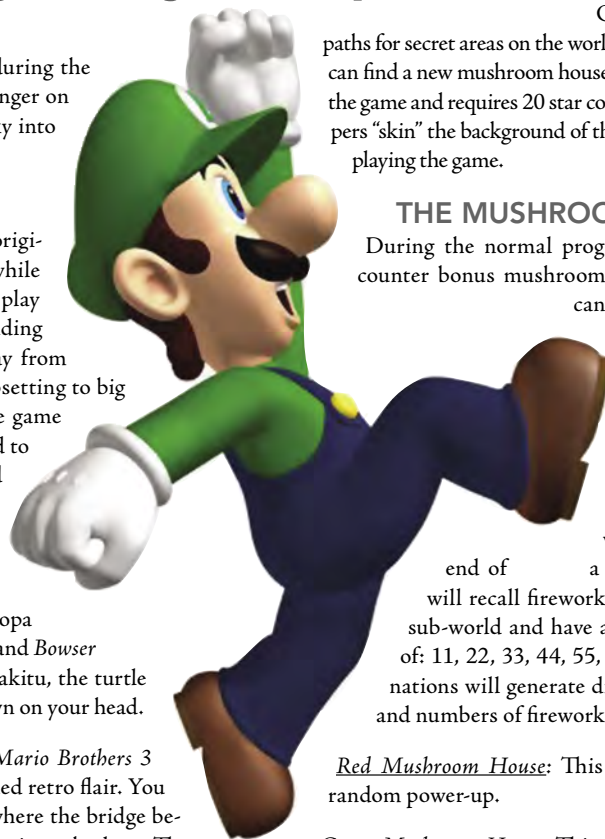 during the
nger on
y into
origi-
while
play
ding
y from
setting to big
e game
d to
opa
and Bowser
akitu, the turtle
n on your head.
Mario Brothers 3
ed retro flair. You
where the bridge be-
paths for secret areas on the worl
can find a new mushroom house
the game and requires 20 star co
pers “skin” the background of th
playing the game.
THE MUSHROO
During the normal prog
counter bonus mushroom
can
end of a
will recall firework
sub-world and have a
of: 11, 22, 33, 44, 55,
nations will generate d
and numbers of firework
Red Mushroom House: This
random power-up.